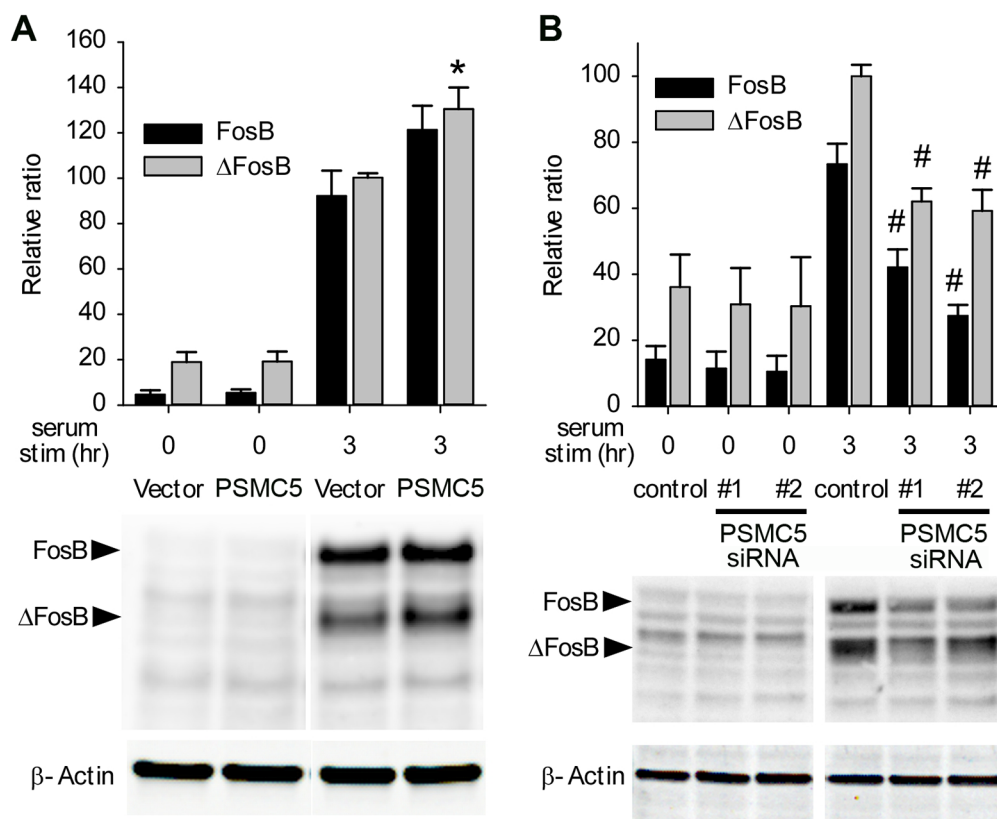 A
160
140
120
100
80
60
40
20
0
Relative ratio
FosB
ΔFosB
*
serum
stim (hr)
0 0 3 3
Vector PSMC5 Vector PSMC5
FosB
ΔFosB
β- Actin
B
100
80
60
40
20
0
Relative ratio
FosB
ΔFosB
# #
# #
serum
stim (hr)
0 0 0 3 3 3
control #1 #2 control #1 #2
PSMC5 PSMC5
siRNA siRNA
FosB
ΔFosB
β- Actin